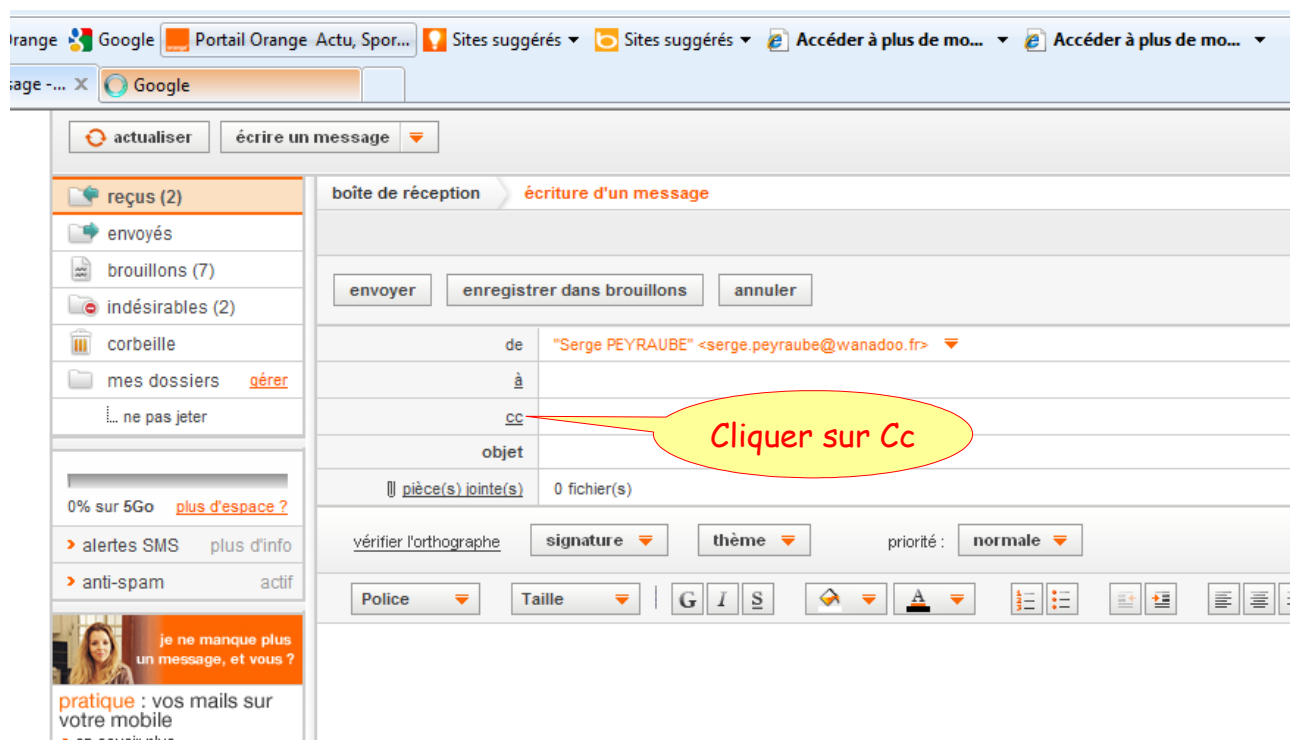 range Google Portail Orange Actu, Spor... Sites suggérés Sites suggérés Accéder à plus de mo... Accéder à plus de mo...
sage -... Google
actualiser écrire un message
reçus (2)
boîte de réception écriture d'un message
envoyés
brouillons (7)
envoyer enregistrer dans brouillons annuler
indésirables (2)
corbeille
de "Serge PEYRAUBE" <serge.peyraube@wanadoo.fr>
mes dossiers gérer
à
ne pas jeter
cc
Cliquer sur Cc
objet
pièce(s) jointe(s) 0 fichier(s)
0% sur 5Go plus d'espace ?
alertes SMS plus d'info
vérifier l'orthographe signature thème priorité : normale
anti-spam actif
Police Taille G I S A
je ne manque plus
un message, et vous ?
pratique : vos mails sur
votre mobile